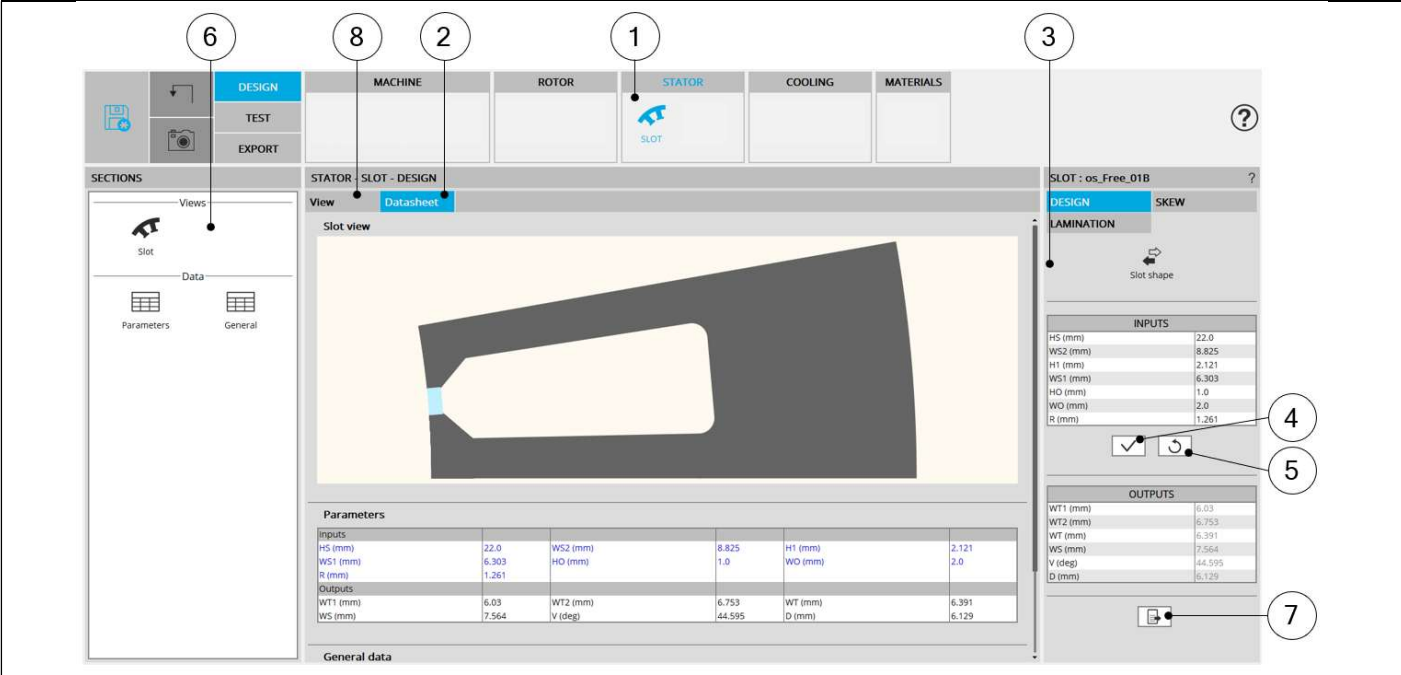 6 8 2 1 3
DESIGN MACHINE ROTOR STATOR COOLING MATERIALS
TEST
SLOT
EXPORT
?
SECTIONS
Views
Slot
Data
Parameters General
STATOR - SLOT - DESIGN
View Datasheet
Slot view
Parameters
Inputs
HS (mm) 22.0 WS2 (mm) 8.825 H1 (mm) 2.121
WS1 (mm) 6.303 HO (mm) 1.0 WO (mm) 2.0
R (mm) 1.261
Outputs
WT1 (mm) 6.03 WT2 (mm) 6.753 WT (mm) 6.391
WS (mm) 7.564 V (deg) 44.595 D (mm) 6.129
General data
SLOT : os_Free_01B ?
DESIGN SKEW
LAMINATION
Slot shape
INPUTS
HS (mm) 22.0
WS2 (mm) 8.825
H1 (mm) 2.121
WS1 (mm) 6.303
HO (mm) 1.0
WO (mm) 2.0
R (mm) 1.261
4
5
OUTPUTS
WT1 (mm) 6.03
WT2 (mm) 6.753
WT (mm) 6.391
WS (mm) 7.564
V (deg) 44.595
D (mm) 6.129
7